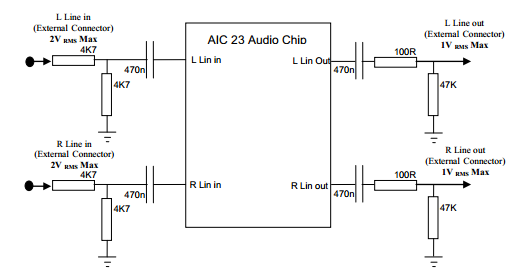 L Line in
(External Connector)
2V RMS Max
4K7
470n
4K7
AIC 23 Audio Chip
L Lin in
L Lin Out
470n
100R
L Line out
(External Connector)
1V RMS Max
47K
R Line in
(External Connector)
2V RMS Max
4K7
470n
4K7
R Lin in
R Lin out
470n
100R
R Line out
(External Connector)
1V RMS Max
47K